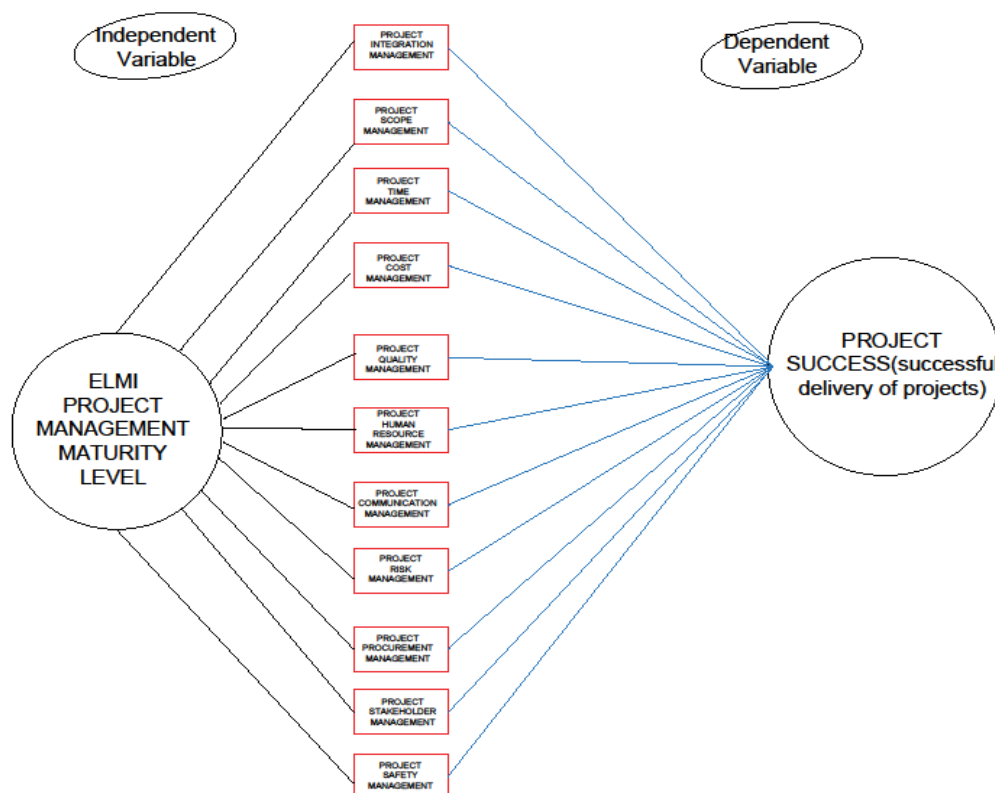 Independent
Variable
Dependent
Variable
PROJECT
INTEGRATION
MANAGEMENT
PROJECT
SCOPE
MANAGEMENT
PROJECT
TIME
MANAGEMENT
PROJECT
COST
MANAGEMENT
PROJECT
QUALITY
MANAGEMENT
PROJECT
HUMAN
RESOURCE
MANAGEMENT
PROJECT
COMMUNICATION
MANAGEMENT
PROJECT
RISK
MANAGEMENT
PROJECT
PROCUREMENT
MANAGEMENT
PROJECT
STAKEHOLDER
MANAGEMENT
PROJECT
SAFETY
MANAGEMENT
ELMI
PROJECT
MANAGEMENT
MATURITY
LEVEL
PROJECT
SUCCESS(successful
delivery of projects)